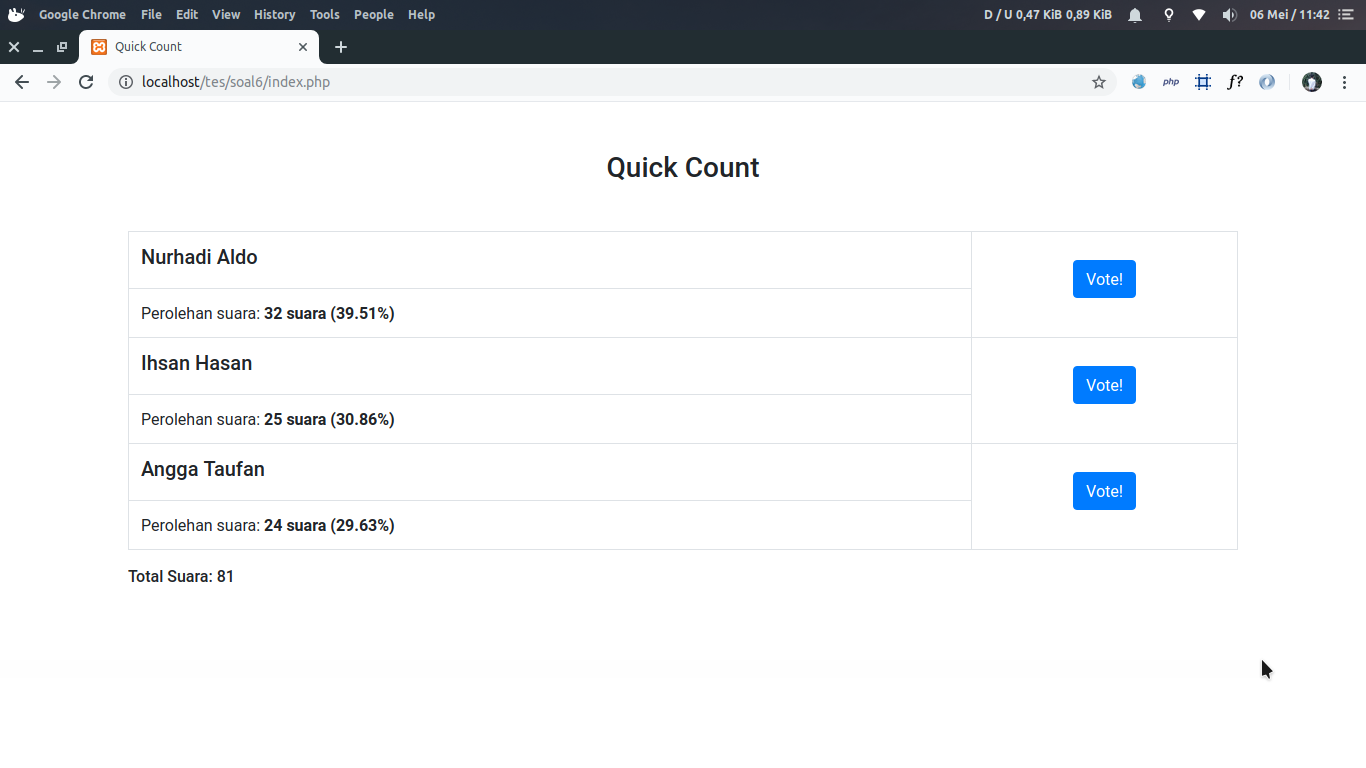 Google Chrome File Edit View History Tools People Help D / U 0,47 KiB 0,89 KiB 06 Mei / 11:42
Quick Count
localhost/tes/soal6/index.php php f?
Quick Count
Nurhadi Aldo
Vote!
Perolehan suara: 32 suara (39.51%)
Ihsan Hasan
Vote!
Perolehan suara: 25 suara (30.86%)
Angga Taufan
Vote!
Perolehan suara: 24 suara (29.63%)
Total Suara: 81